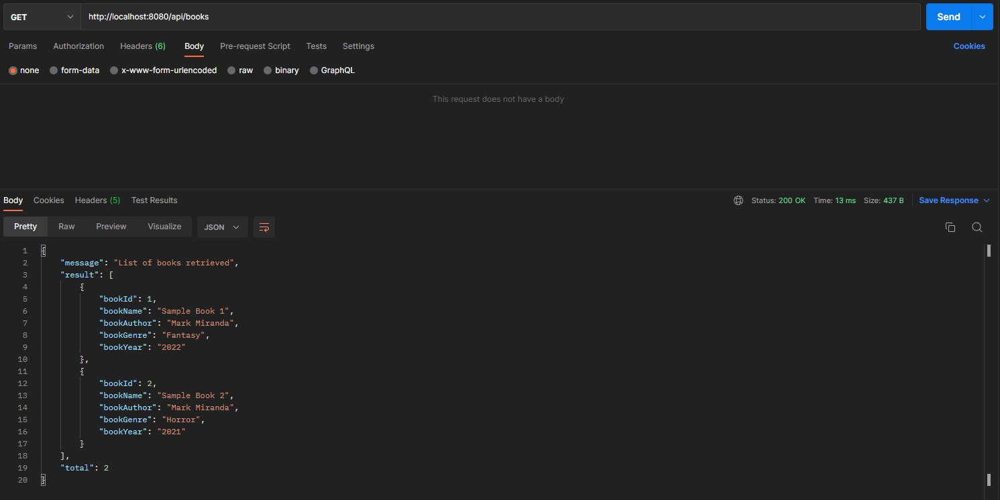 GET http://localhost:8080/api/books Send
Params Authorization Headers (6) Body Pre-request Script Tests Settings Cookies
none form-data x-www-form-urlencoded raw binary GraphQL
This request does not have a body
Body Cookies Headers (5) Test Results Status: 200 OK Time: 13 ms Size: 437 B Save Response
Pretty Raw Preview Visualize JSON
1 {
2 "message": "List of books retrieved",
3 "result": [
4 {
5 "bookId": 1,
6 "bookName": "Sample Book 1",
7 "bookAuthor": "Mark Miranda",
8 "bookGenre": "Fantasy",
9 "bookYear": "2022"
10 },
11 {
12 "bookId": 2,
13 "bookName": "Sample Book 2",
14 "bookAuthor": "Mark Miranda",
15 "bookGenre": "Horror",
16 "bookYear": "2021"
17 }
18 ],
19 "total": 2
20 }